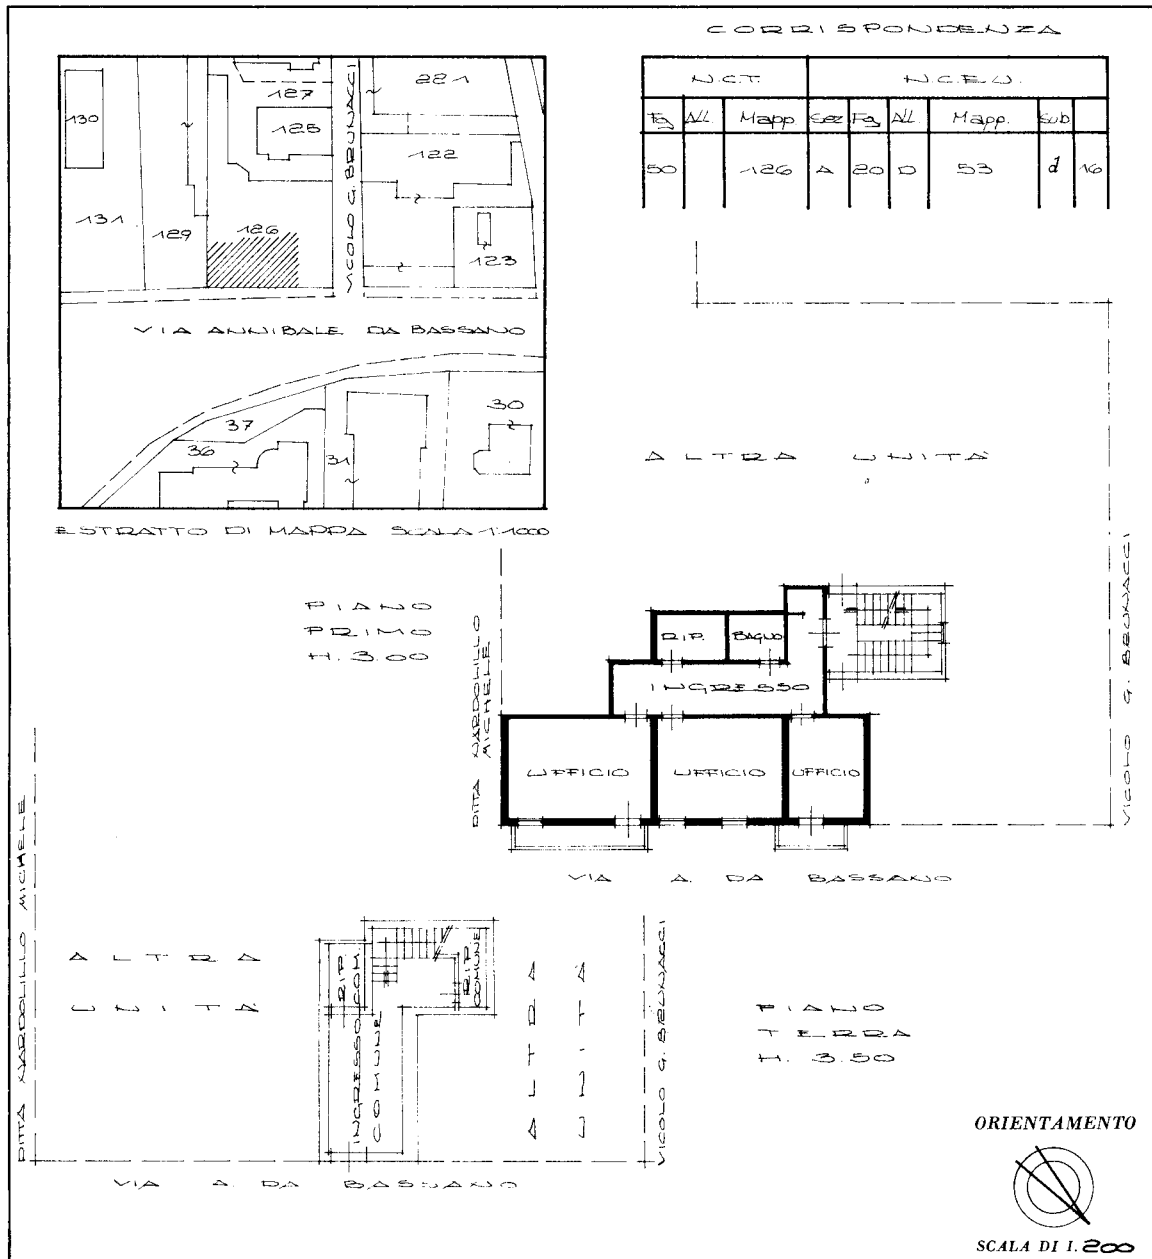 CORRISPONDENZA
N.C.T. N.C.E.U.
Fg All. Mapp Sez Fg All. Mapp. Sub
50 126 A 20 D 53 d 16
130
127
125
221
122
131
129
126
123
VICOLO G. BRUNACCI
VIA ANNIBALE DA BASSANO
37
36
31
30
ESTRATTO DI MAPPA SCALA 1:1000
ALTRA UNITÀ
PIANO
PRIMO
H. 3.00
DITTA NARDOLILLO
MICHELE
RIP.
BAGNO
INGRESSO
UFFICIO
UFFICIO
UFFICIO
VICOLO G. BRUNACCI
VIA A. DA BASSANO
DITTA NARDOLILLO MICHELE
ALTRA
UNITÀ
RIP.
COM
RIP.
COMUNE
INGRESSO
COMUNE
ALTRA
UNITÀ
VICOLO G. BRUNACCI
PIANO
TERRA
H. 3.50
VIA A. DA BASSANO
ORIENTAMENTO
SCALA DI 1. 200